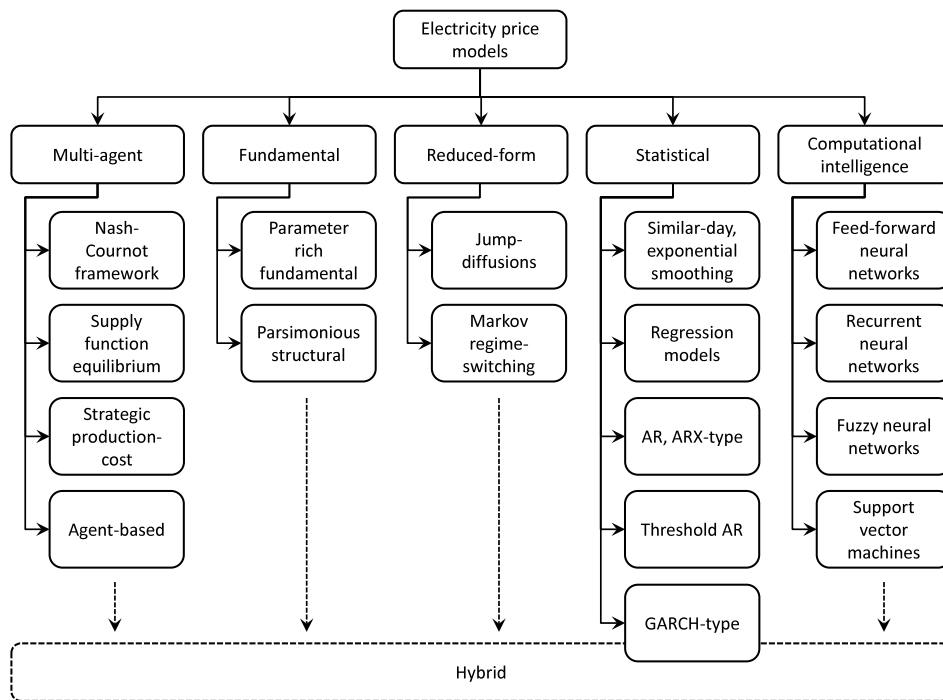 Electricity price
models
Multi-agent
Fundamental
Reduced-form
Statistical
Computational
intelligence
Nash-
Cournot
framework
Supply
function
equilibrium
Strategic
production-
cost
Agent-based
Parameter
rich
fundamental
Parsimonious
structural
Jump-
diffusions
Markov
regime-
switching
Similar-day,
exponential
smoothing
Regression
models
AR, ARX-type
Threshold AR
GARCH-type
Feed-forward
neural
networks
Recurrent
neural
networks
Fuzzy neural
networks
Support
vector
machines
Hybrid